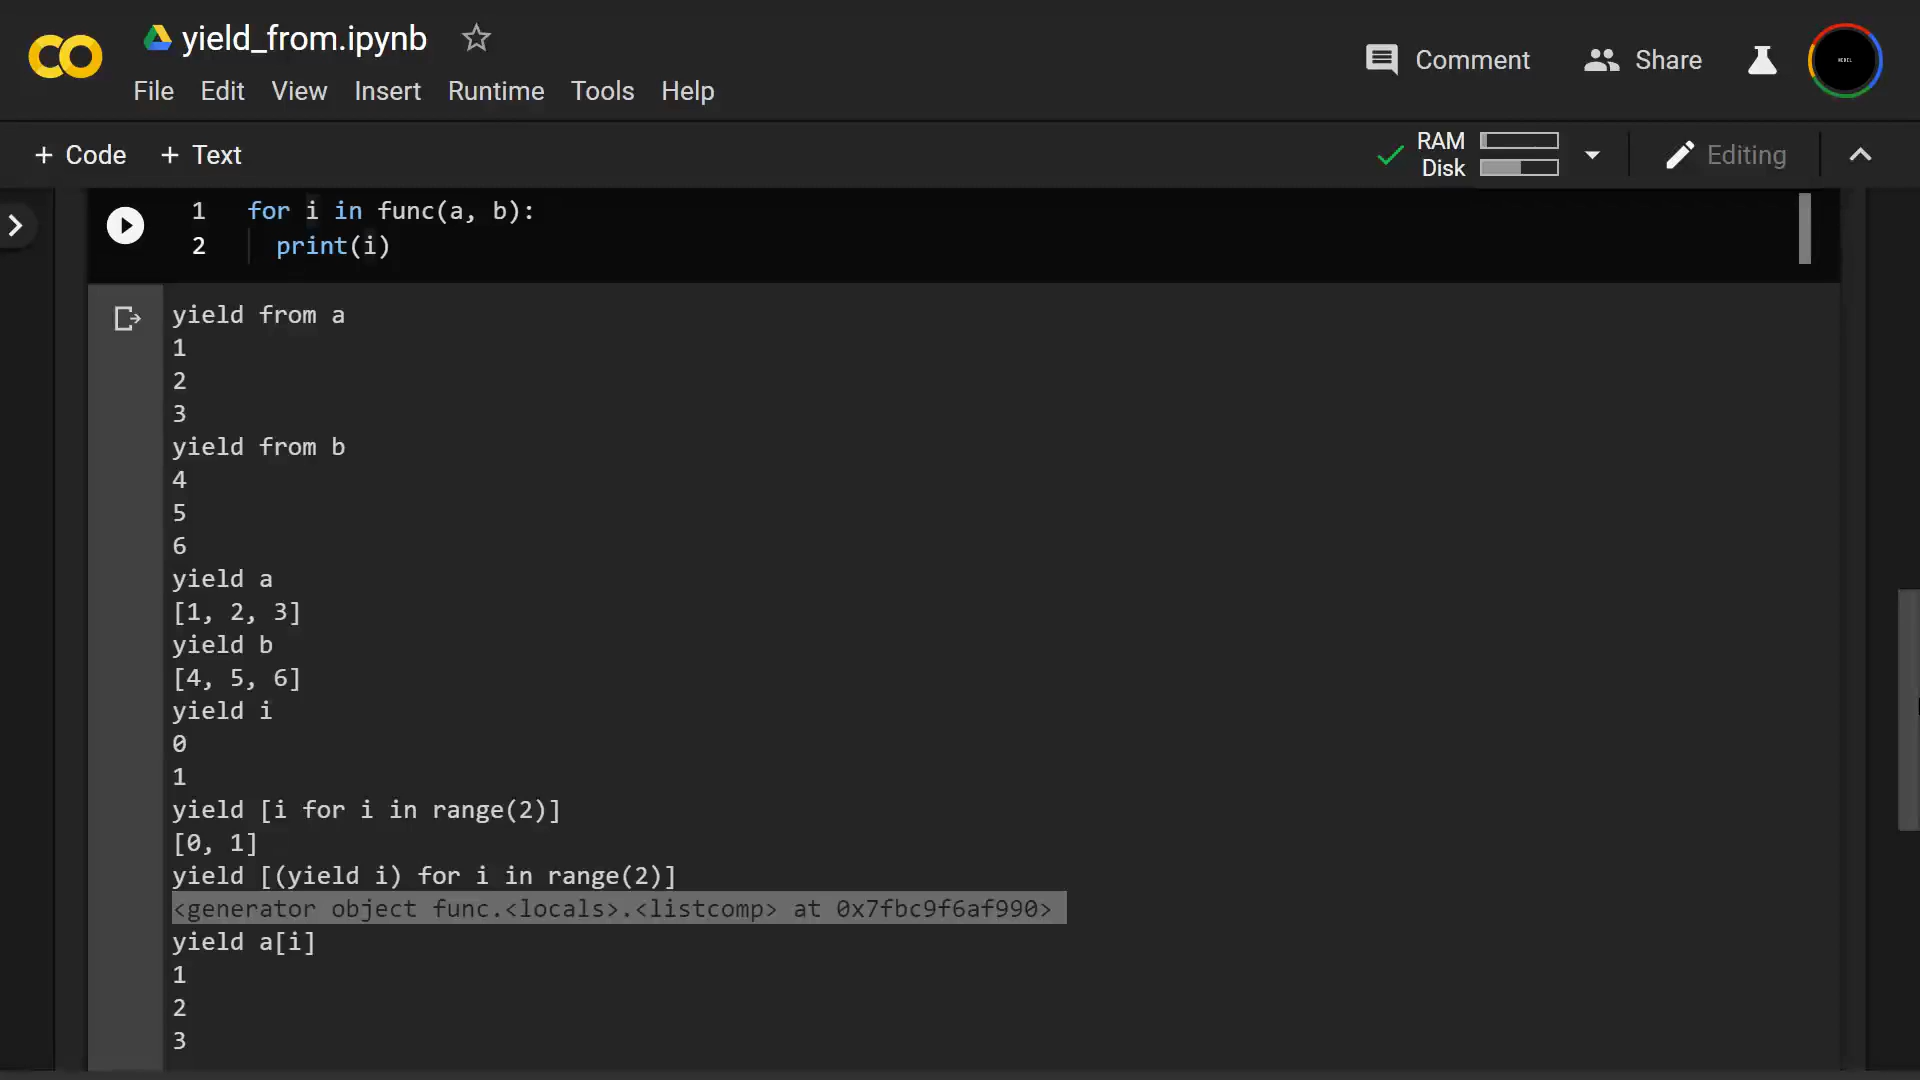 yield_from.ipynb
Comment
Share
File Edit View Insert Runtime Tools Help
+ Code + Text
RAM
Disk
Editing
1 for i in func(a, b):
2 print(i)
yield from a
1
2
3
yield from b
4
5
6
yield a
[1, 2, 3]
yield b
[4, 5, 6]
yield i
0
1
yield [i for i in range(2)]
[0, 1]
yield [(yield i) for i in range(2)]
<generator object func.<locals>.<listcomp> at 0x7fbc9f6af990>
yield a[i]
1
2
3